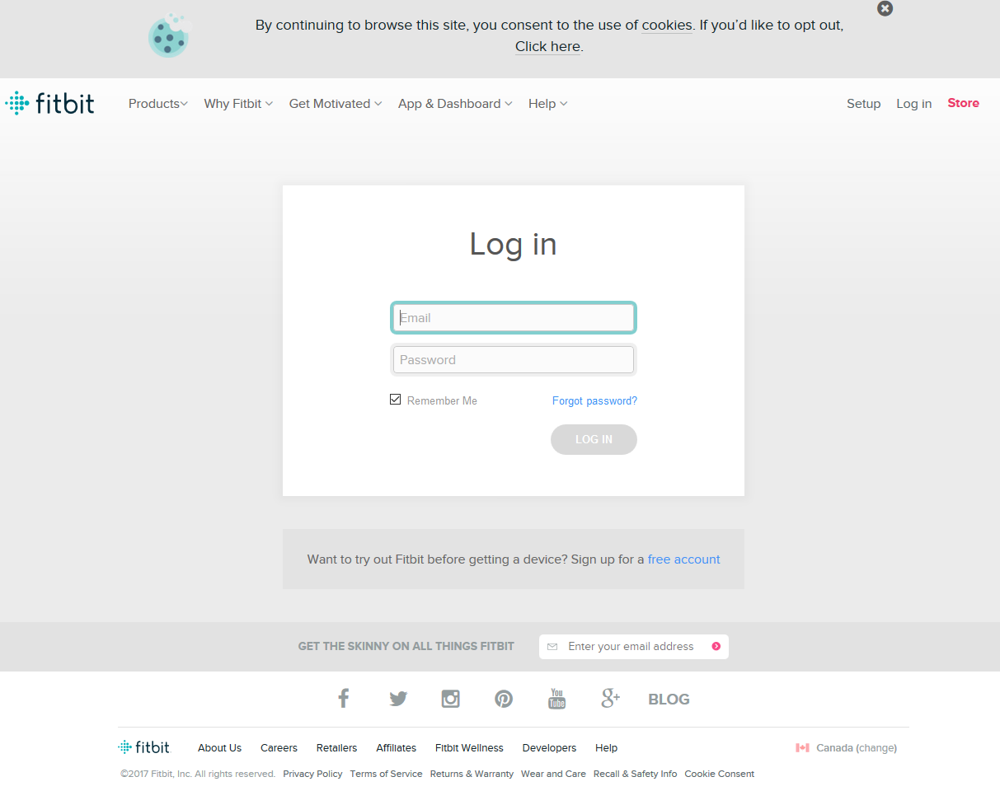 By continuing to browse this site, you consent to the use of cookies. If you’d like to opt out,
Click here.
fitbit Products Why Fitbit Get Motivated App & Dashboard Help Setup Log in Store
Log in
Email
Password
Remember Me Forgot password?
LOG IN
Want to try out Fitbit before getting a device? Sign up for a free account
GET THE SKINNY ON ALL THINGS FITBIT Enter your email address
You Tube g+ BLOG
fitbit About Us Careers Retailers Affiliates Fitbit Wellness Developers Help Canada (change)
©2017 Fitbit, Inc. All rights reserved. Privacy Policy Terms of Service Returns & Warranty Wear and Care Recall & Safety Info Cookie Consent